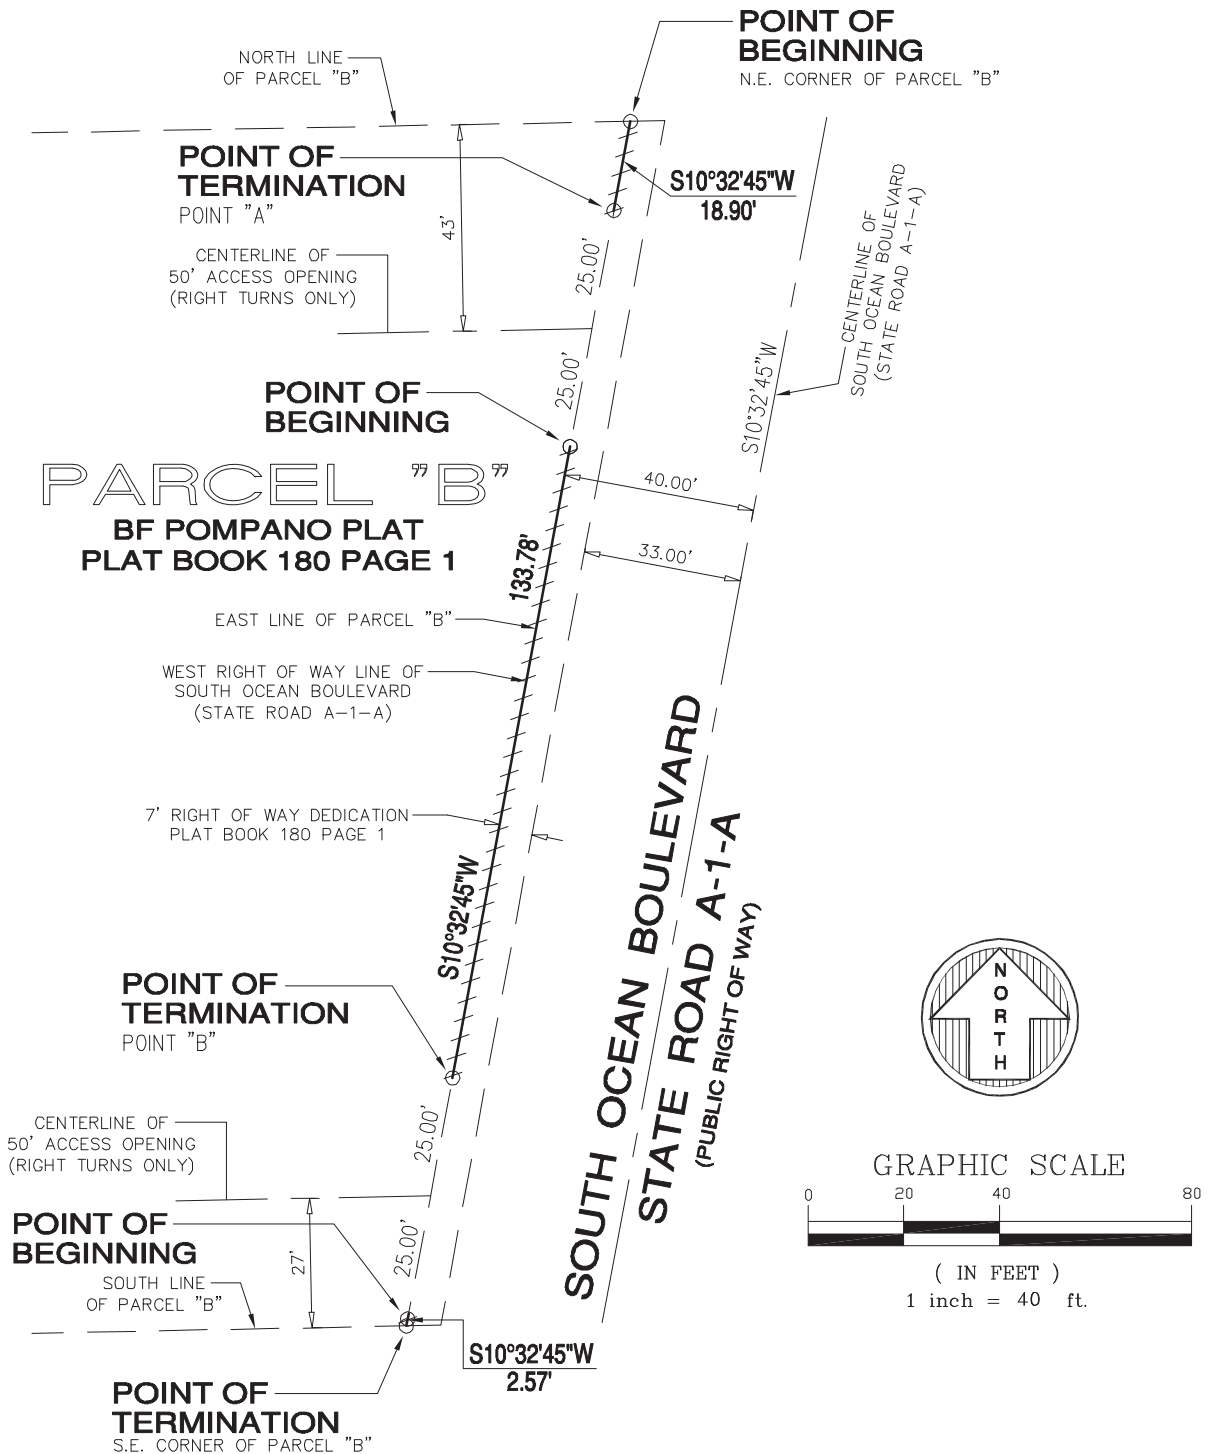 POINT OF
BEGINNING
N.E. CORNER OF PARCEL "B"
NORTH LINE
OF PARCEL "B"
POINT OF
TERMINATION
POINT "A"
S10°32'45"W
18.90'
43'
25.00'
CENTERLINE OF
SOUTH OCEAN BOULEVARD
(STATE ROAD A-1-A)
CENTERLINE OF
50' ACCESS OPENING
(RIGHT TURNS ONLY)
25.00'
S10°32'45"W
POINT OF
BEGINNING
PARCEL "B"
BF POMPANO PLAT
PLAT BOOK 180 PAGE 1
40.00'
33.00'
133.78'
EAST LINE OF PARCEL "B"
WEST RIGHT OF WAY LINE OF
SOUTH OCEAN BOULEVARD
(STATE ROAD A-1-A)
7' RIGHT OF WAY DEDICATION
PLAT BOOK 180 PAGE 1
S10°32'45"W
SOUTH OCEAN BOULEVARD
STATE ROAD A-1-A
(PUBLIC RIGHT OF WAY)
POINT OF
TERMINATION
POINT "B"
NORTH
25.00'
CENTERLINE OF
50' ACCESS OPENING
(RIGHT TURNS ONLY)
GRAPHIC SCALE
0 20 40 80
( IN FEET )
1 inch = 40 ft.
POINT OF
BEGINNING
27'
25.00'
SOUTH LINE
OF PARCEL "B"
S10°32'45"W
2.57'
POINT OF
TERMINATION
S.E. CORNER OF PARCEL "B"